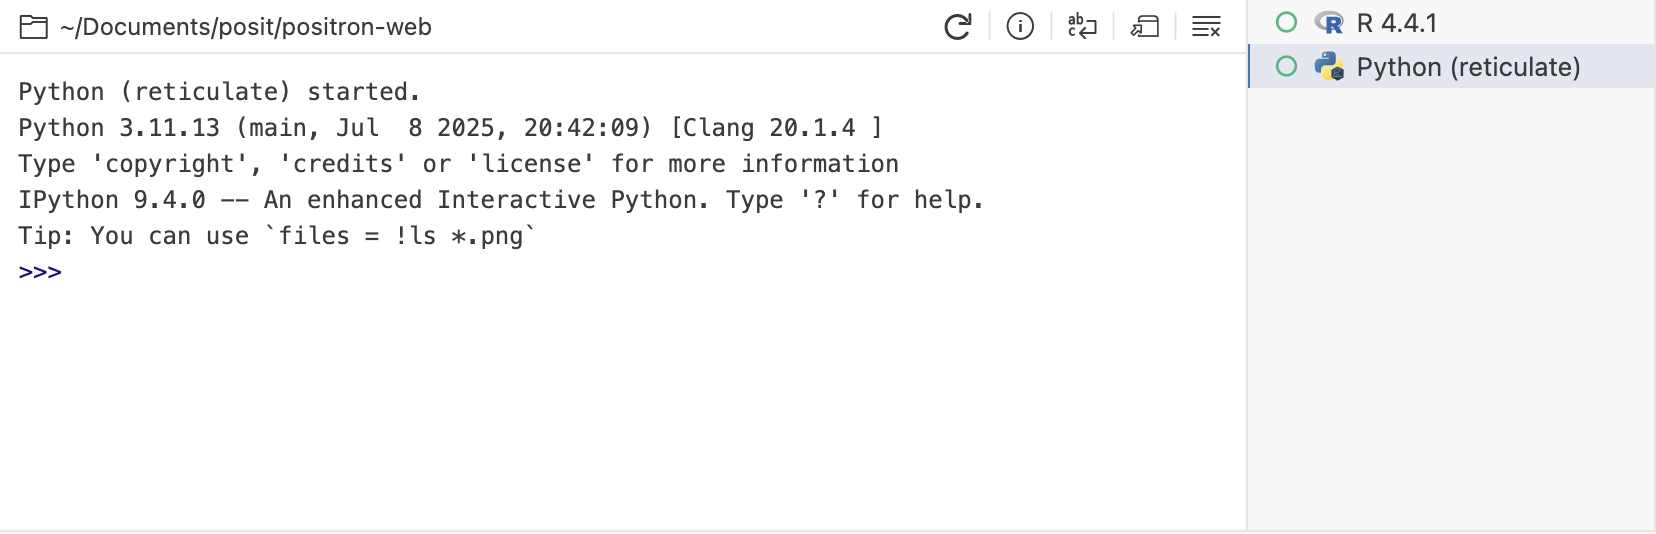 ~/Documents/posit/positron-web
Python (reticulate) started.
Python 3.11.13 (main, Jul  8 2025, 20:42:09) [Clang 20.1.4 ]
Type 'copyright', 'credits' or 'license' for more information
IPython 9.4.0 -- An enhanced Interactive Python. Type '?' for help.
Tip: You can use `files = !ls *.png`
>>>
ab
c
R 4.4.1
Python (reticulate)